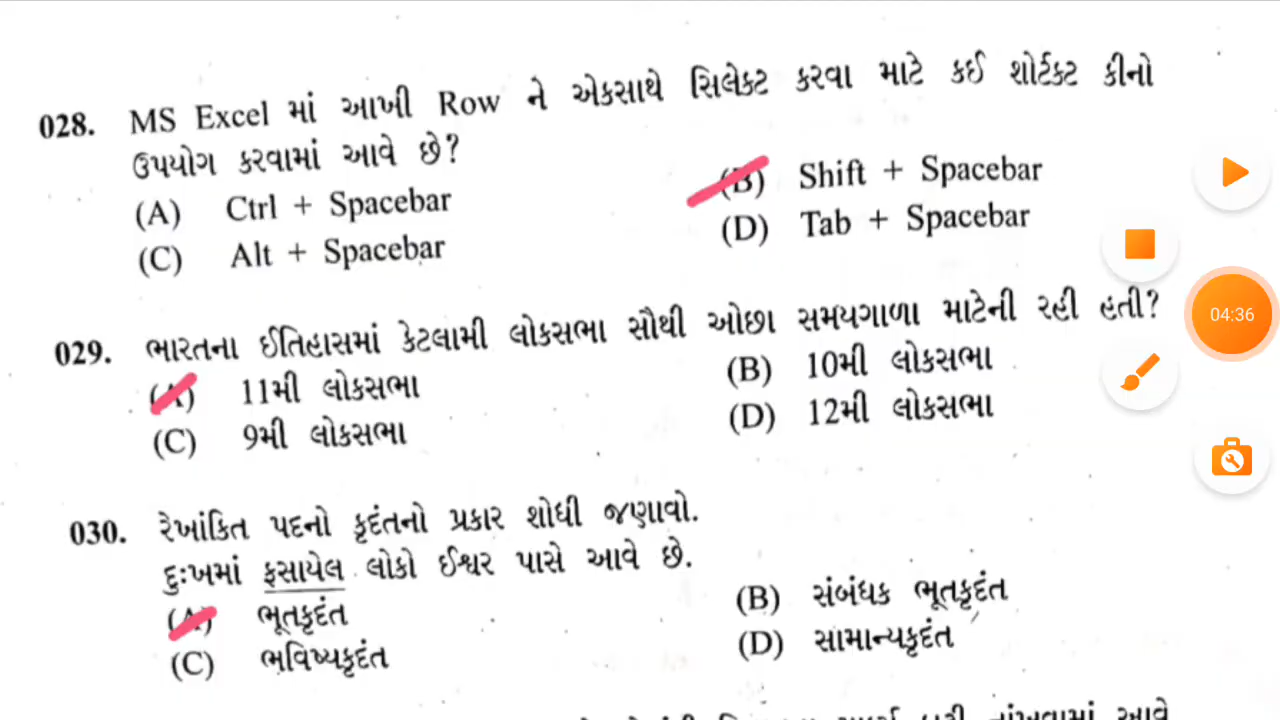 028. MS Excel માં આખી Row ને એકસાથે સિલેક્ટ કરવા માટે કઈ શોર્ટકટ કીનો
ઉપયોગ કરવામાં આવે છે?
(A) Ctrl + Spacebar (B) Shift + Spacebar
(C) Alt + Spacebar (D) Tab + Spacebar
04:36
029. ભારતના ઈતિહાસમાં કેટલામી લોકસભા સૌથી ઓછા સમયગાળા માટેની રહી હતી?
(A) 11મી લોકસભા (B) 10મી લોકસભા
(C) 9મી લોકસભા (D) 12મી લોકસભા
030. રેખાંકિત પદનો કૃદંતનો પ્રકાર શોધી જણાવો.
દુઃખમાં ફસાયેલ લોકો ઈશ્વર પાસે આવે છે.
(A) ભૂતકૃદંત (B) સંબંધક ભૂતકૃદંત
(C) ભવિષ્યકૃદંત (D) સામાન્યકૃદંત
નાંખવામાં આવે